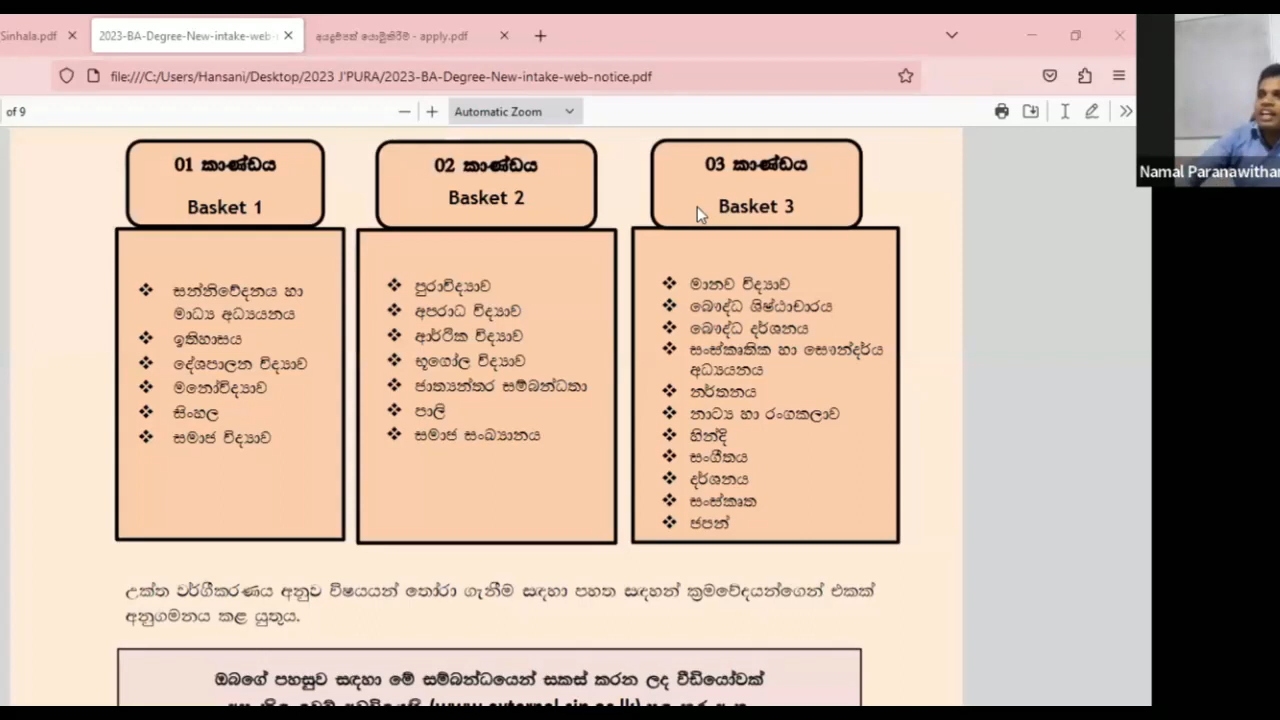 Sinhala.pdf
2023-BA-Degree-New-intake-web-
අයදුම්පත් යොමුකිරීම් - apply.pdf
file:///C:/Users/Hansani/Desktop/2023 J'PURA/2023-BA-Degree-New-intake-web-notice.pdf
of 9
Automatic Zoom
Namal Paranawithan
01 කාණ්ඩය
Basket 1
සන්නිවේදනය හා
මාධ්‍ය අධ්‍යයනය
ඉතිහාසය
දේශපාලන විද්‍යාව
මනෝවිද්‍යාව
සිංහල
සමාජ විද්‍යාව
02 කාණ්ඩය
Basket 2
පුරාවිද්‍යාව
අපරාධ විද්‍යාව
ආර්ථික විද්‍යාව
භූගෝල විද්‍යාව
ජාත්‍යන්තර සම්බන්ධතා
පාලි
සමාජ සංඛ්‍යානය
03 කාණ්ඩය
Basket 3
මානව විද්‍යාව
බෞද්ධ ශිෂ්ඨාචාරය
බෞද්ධ දර්ශනය
සංස්කෘතික හා සෞන්දර්ය
අධ්‍යයනය
නර්තනය
නාට්‍ය හා රංගකලාව
හින්දි
සංගීතය
දර්ශනය
සංස්කෘත
ජපන්
උක්ත වර්ගීකරණය අනුව විෂයයන් තෝරා ගැනීම සඳහා පහත සඳහන් ක්‍රමවේදයන්ගෙන් එකක්
අනුගමනය කළ යුතුය.
ඔබගේ පහසුව සඳහා මේ සම්බන්ධයෙන් සකස් කරන ලද වීඩියෝවක්